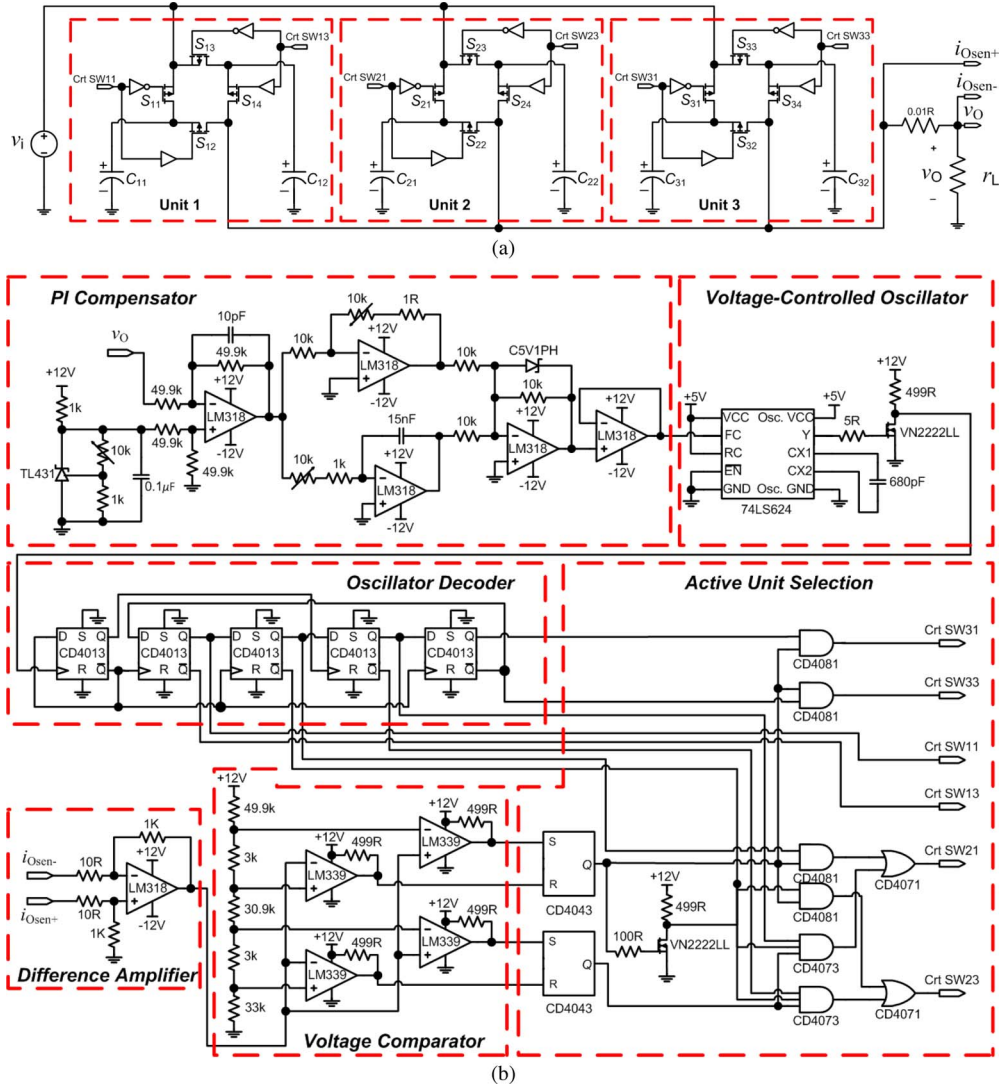 Crt SW13
Crt SW23
Crt SW33
S13
S23
S33
iOsen+
iOsen-
Crt SW11
Crt SW21
Crt SW31
S11
S14
S21
S24
S31
S34
0.01R
vO
vi
+
−
S12
S22
S32
+
C11
−
+
C12
−
+
C21
−
+
C22
−
+
C31
−
+
C32
−
+
vO
−
rL
Unit 1
Unit 2
Unit 3
(a)
PI Compensator
Voltage-Controlled Oscillator
10pF
10k
1R
vO
49.9k
+12V
+12V
10k
LM318
-12V
10k
C5V1PH
10k
+12V
499R
+12V
1k
49.9k
+12V
LM318
-12V
49.9k
49.9k
10k
TL431
1k
0.1µF
15nF
10k
1k
+12V
LM318
-12V
10k
+12V
LM318
-12V
+12V
LM318
-12V
+5V
+5V
VCC Osc. VCC
FC Y
RC CX1
EN CX2
GND Osc. GND
74LS624
5R
VN2222LL
680pF
Oscillator Decoder
Active Unit Selection
D S Q
CD4013
R Q
D S Q
CD4013
R Q
D S Q
CD4013
R Q
D S Q
CD4013
R Q
D S Q
CD4013
R Q
CD4081
Crt SW31
CD4081
Crt SW33
Crt SW11
Crt SW13
+12V
49.9k
3k
30.9k
3k
33k
+12V
499R
LM339
+12V
499R
LM339
+12V
499R
LM339
+12V
499R
LM339
Voltage Comparator
1K
iOsen-
10R
+12V
LM318
-12V
iOsen+
10R
1K
Difference Amplifier
S
Q
R
CD4043
S
Q
R
CD4043
+12V
499R
100R
VN2222LL
CD4081
CD4081
CD4073
CD4073
CD4071
Crt SW21
CD4071
Crt SW23
(b)